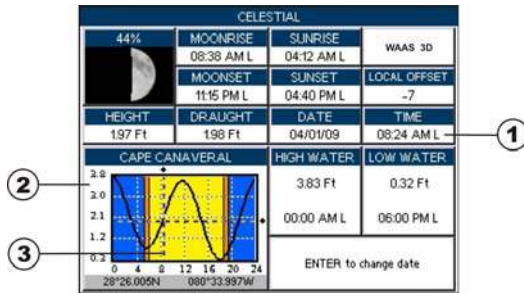 CELESTIAL
44% MOONRISE SUNRISE WAAS 3D
08:38 AM L 04:12 AM L
MOONSET SUNSET LOCAL OFFSET
11:15 PM L 04:40 PM L -7
HEIGHT DRAUGHT DATE TIME
1.97 Ft 1.98 Ft 04/01/09 08:24 AM L
1
CAPE CANAVERAL HIGH WATER LOW WATER
2
3.8
3.0
2.1
1.2
0.2
3.83 Ft 0.32 Ft
00:00 AM L 06:00 PM L
3
0 4 8 12 16 20 24
ENTER to change date
28°26.005N 080°33.997W